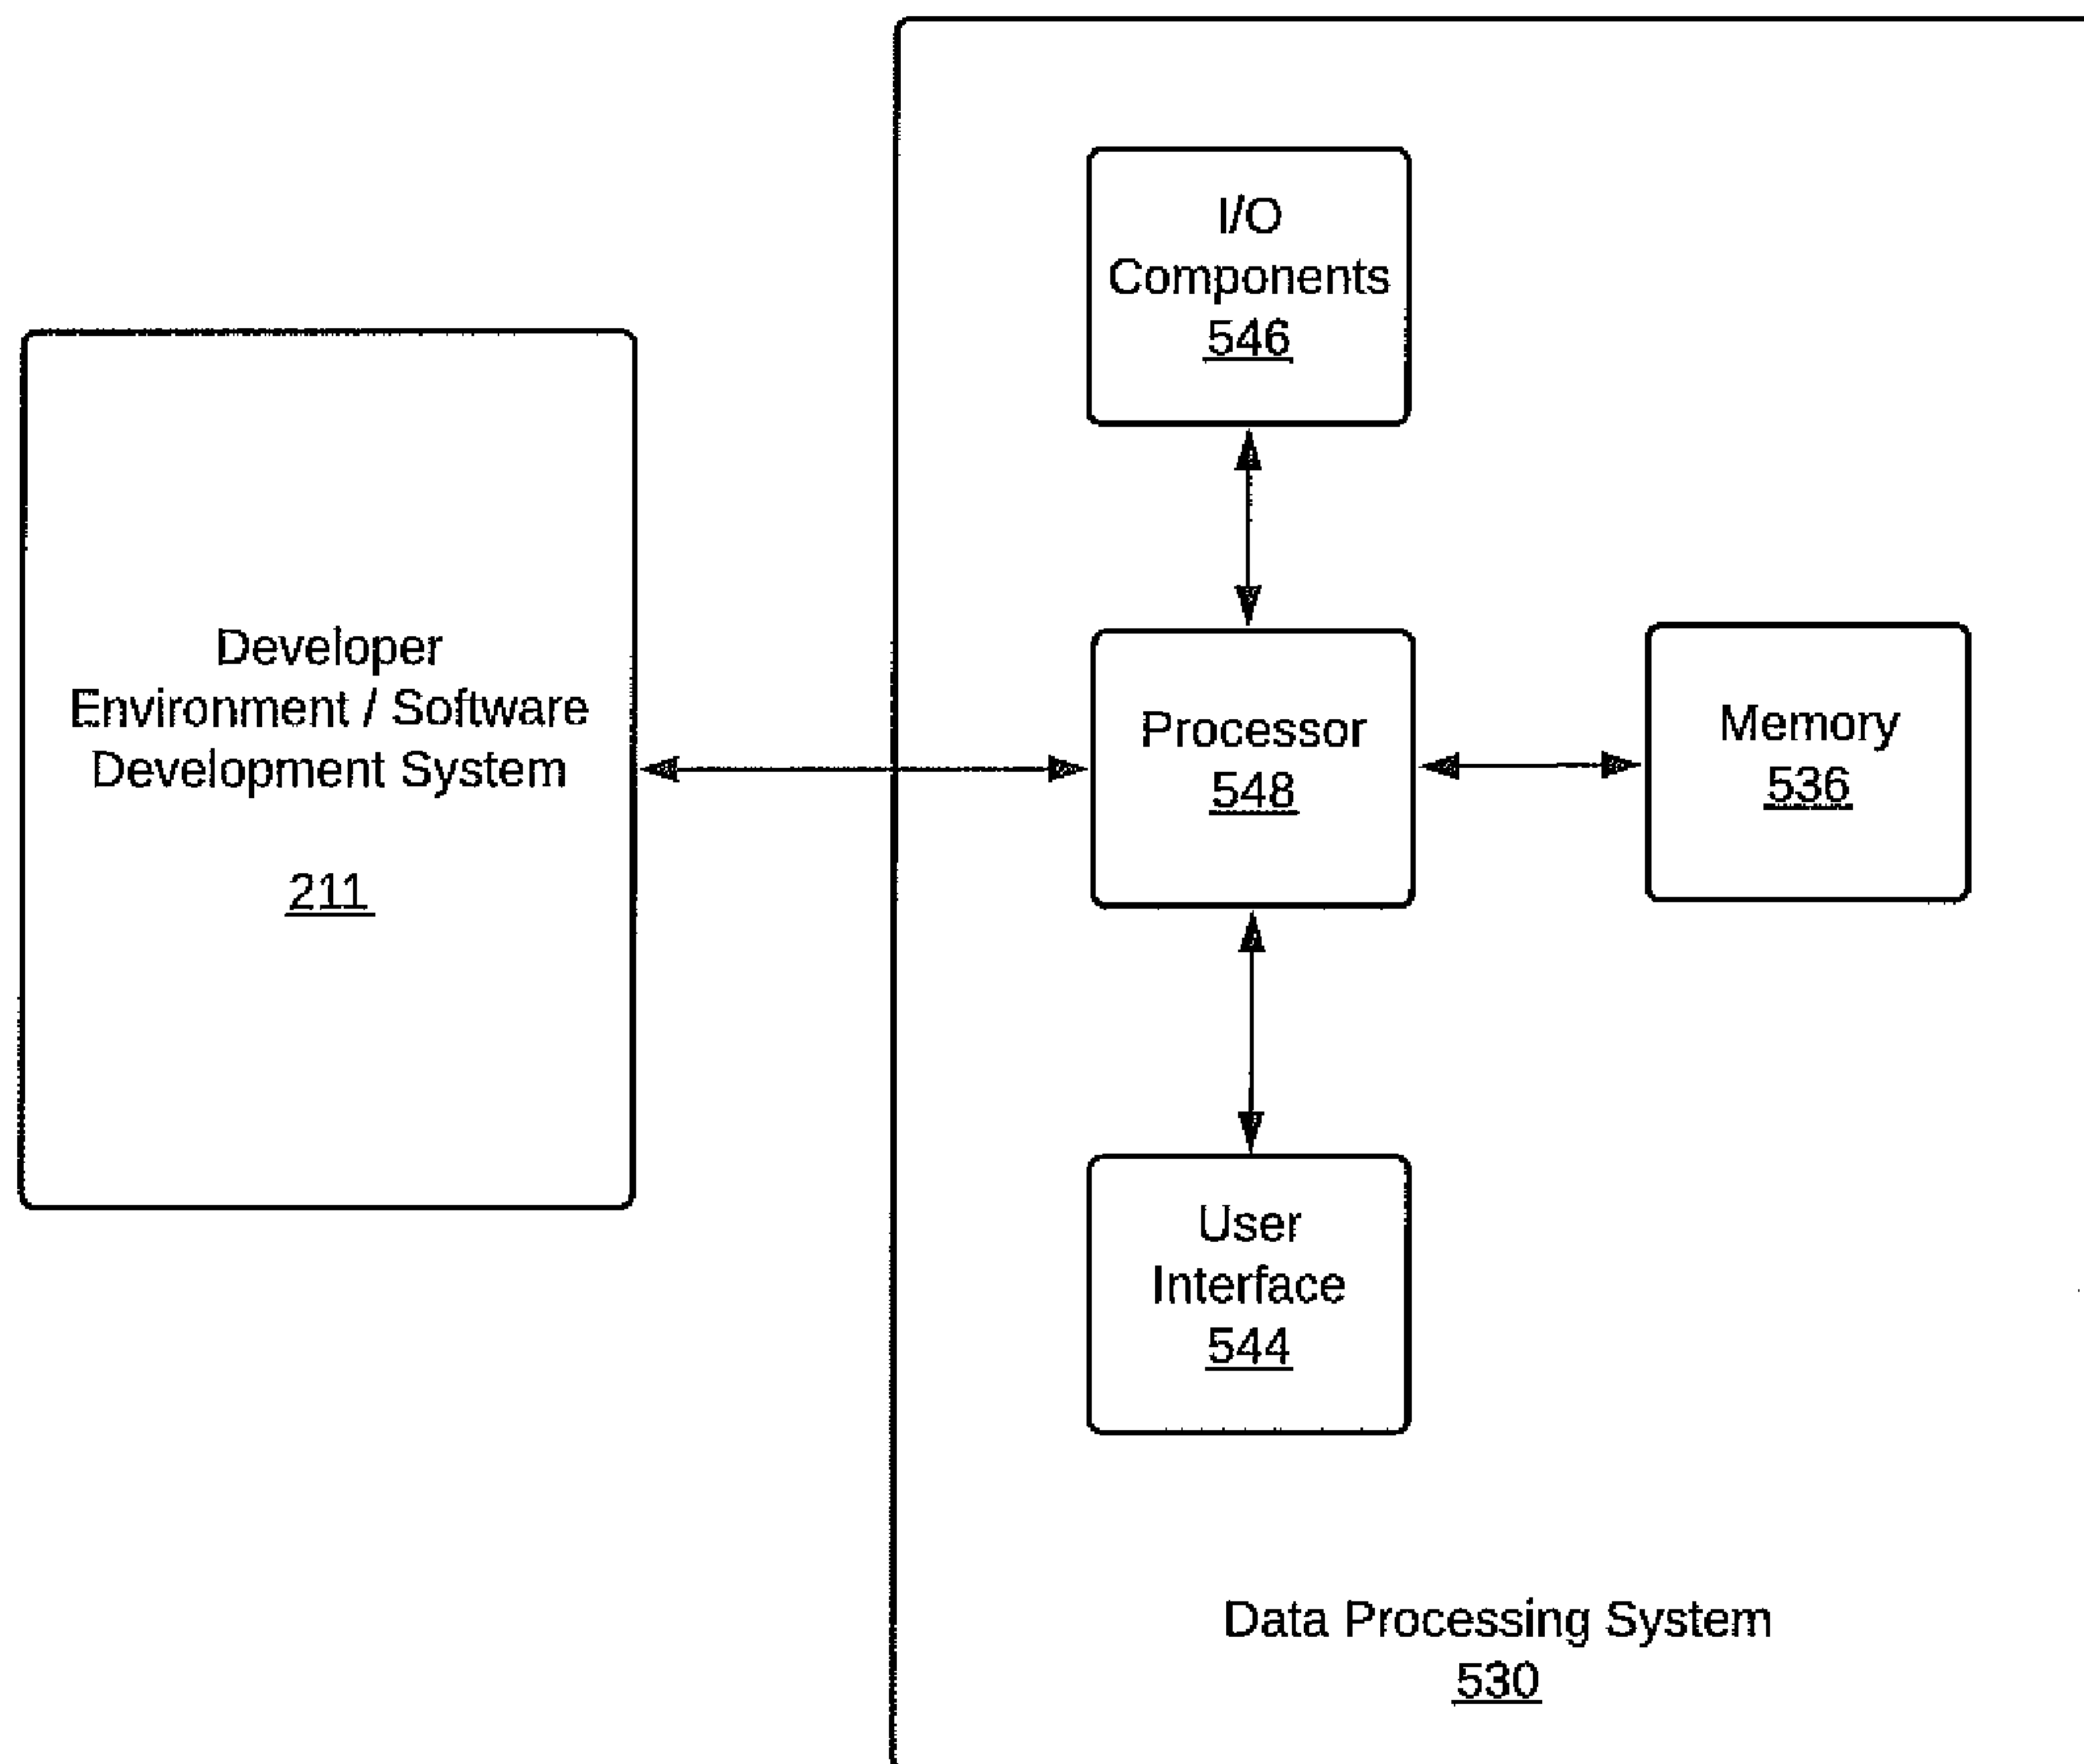 I/O
Components
546
Developer
Environment / Software
Development System
211
Processor
548
Memory
536
User
Interface
544
Data Processing System
530